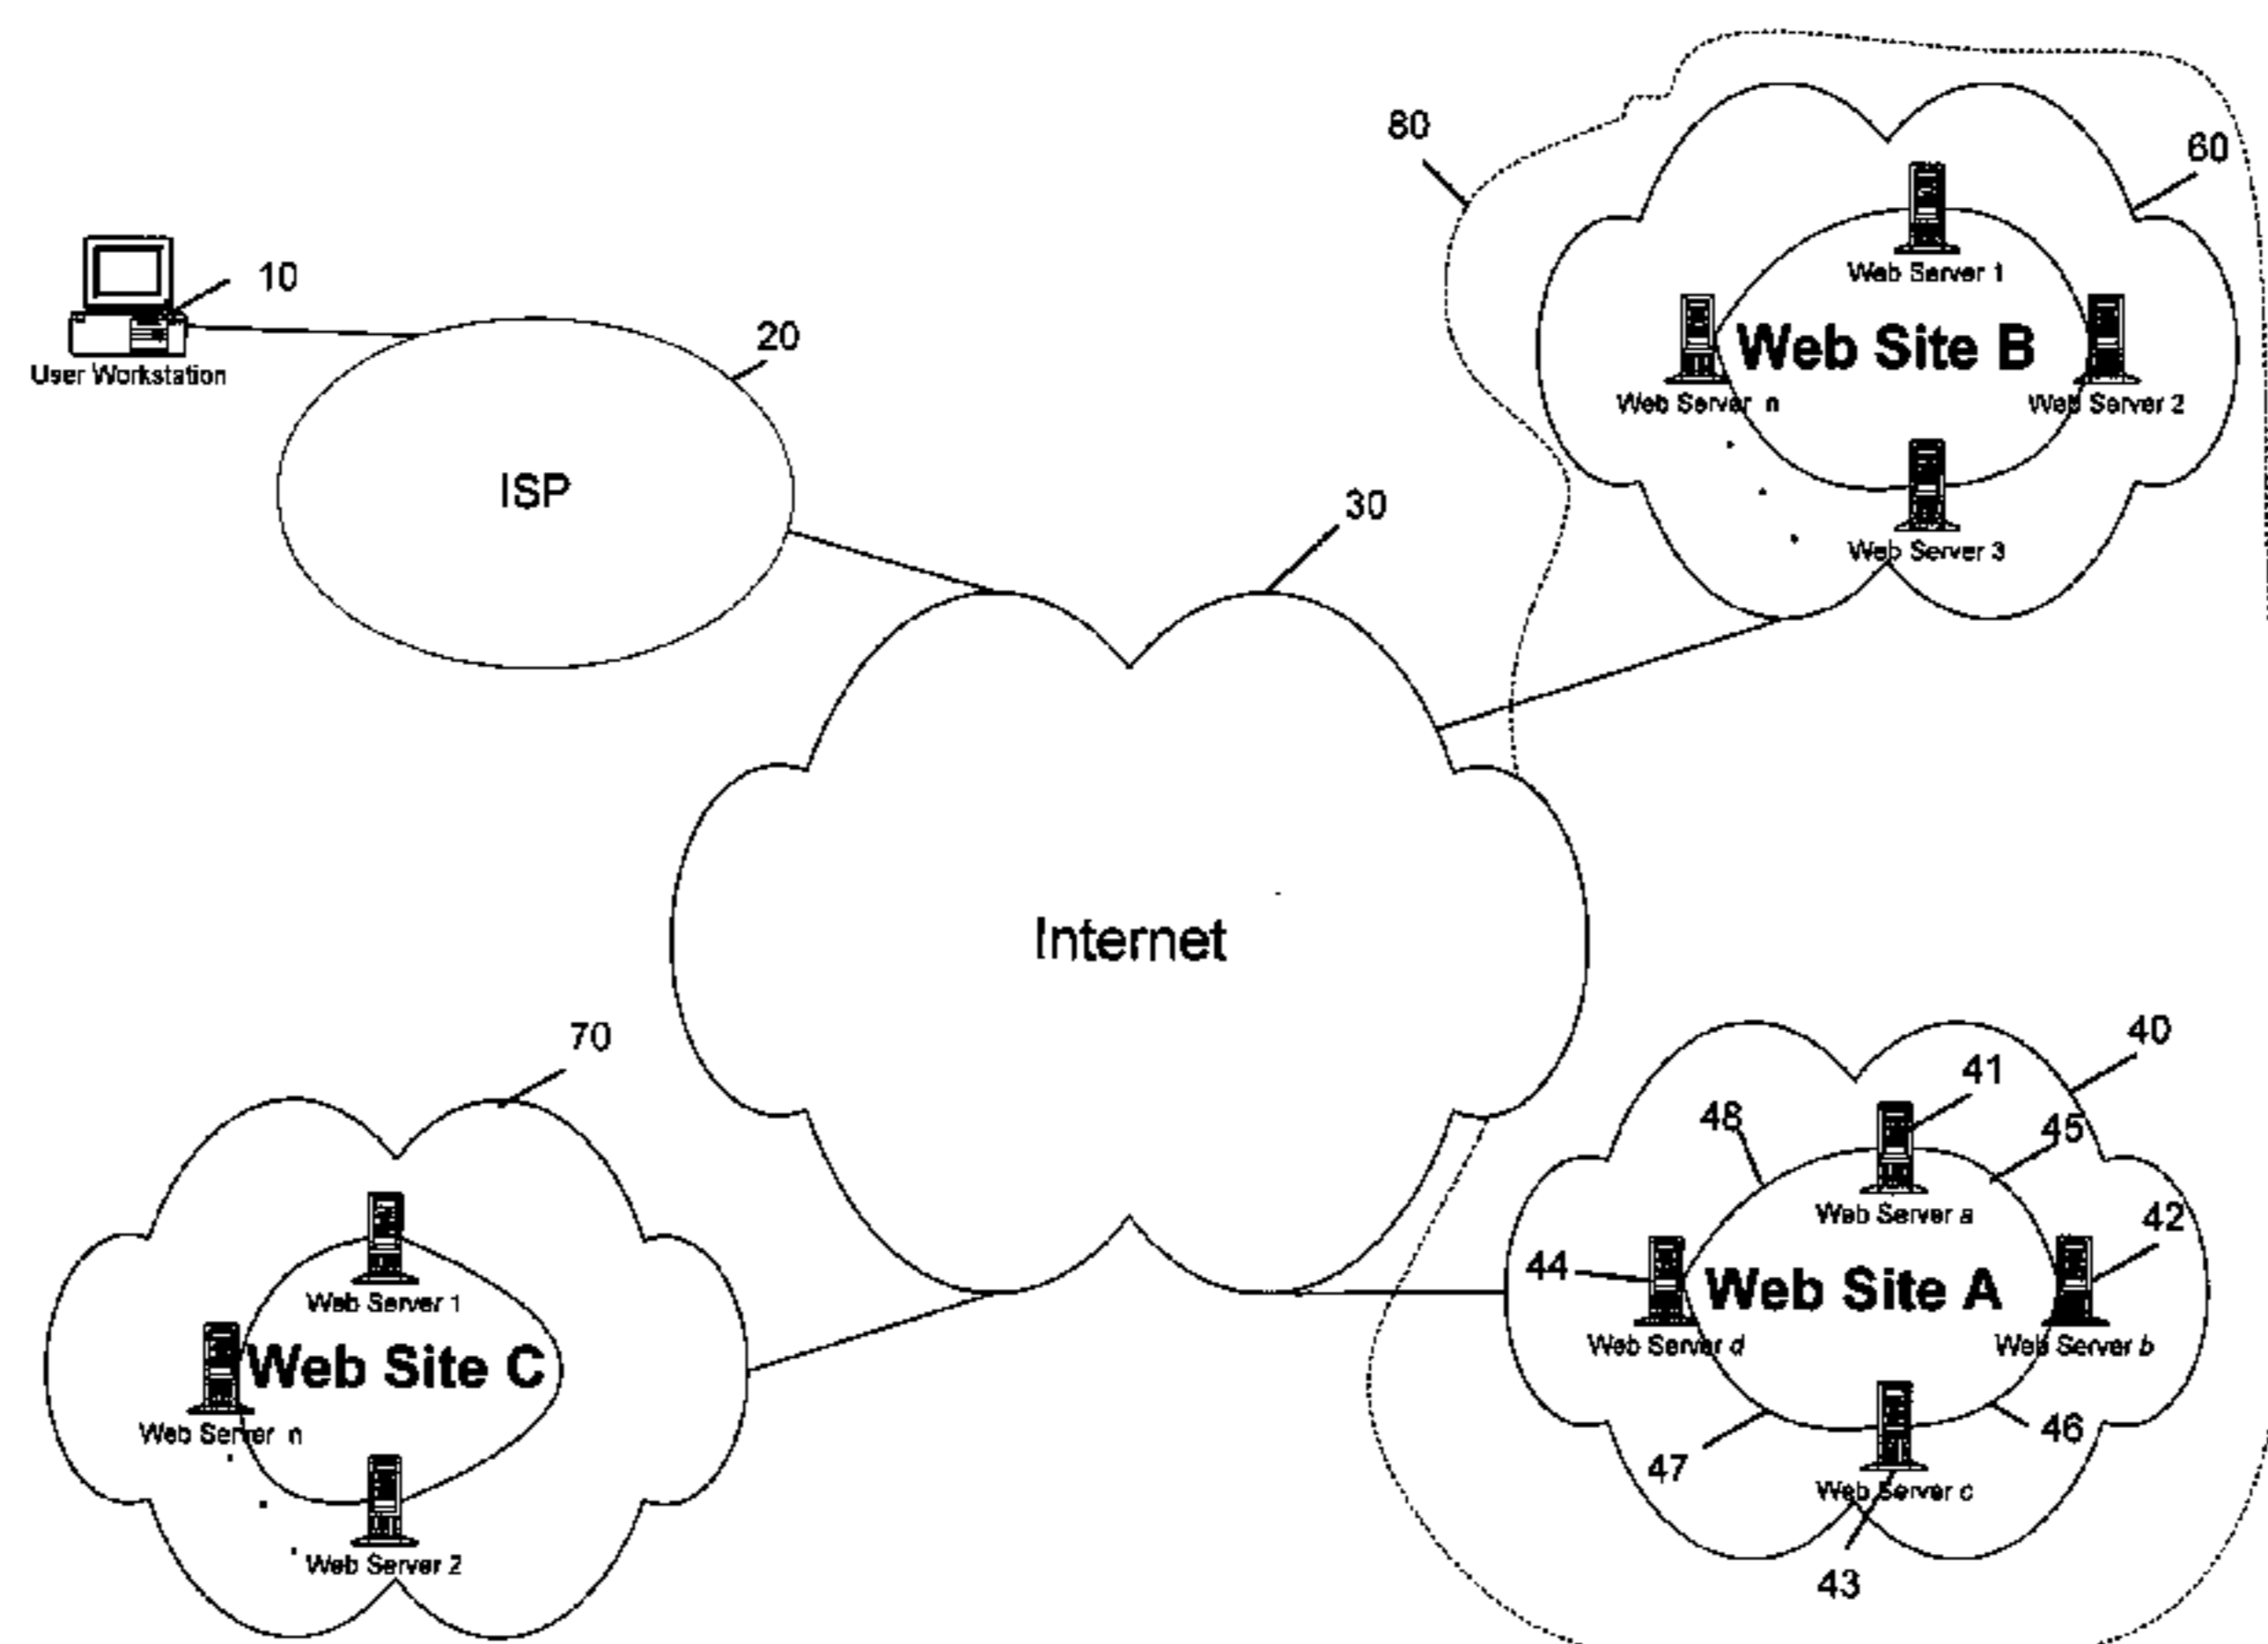 80
60
Web Server 1
10
User Workstation
20
Web Site B
Web Server n
Web Server 2
ISP
30
Web Server 3
Internet
70
40
41
48
45
Web Server a
42
44
Web Site A
Web Server 1
Web Server d
Web Server b
Web Site C
Web Server n
46
47
Web Server c
Web Server 2
43